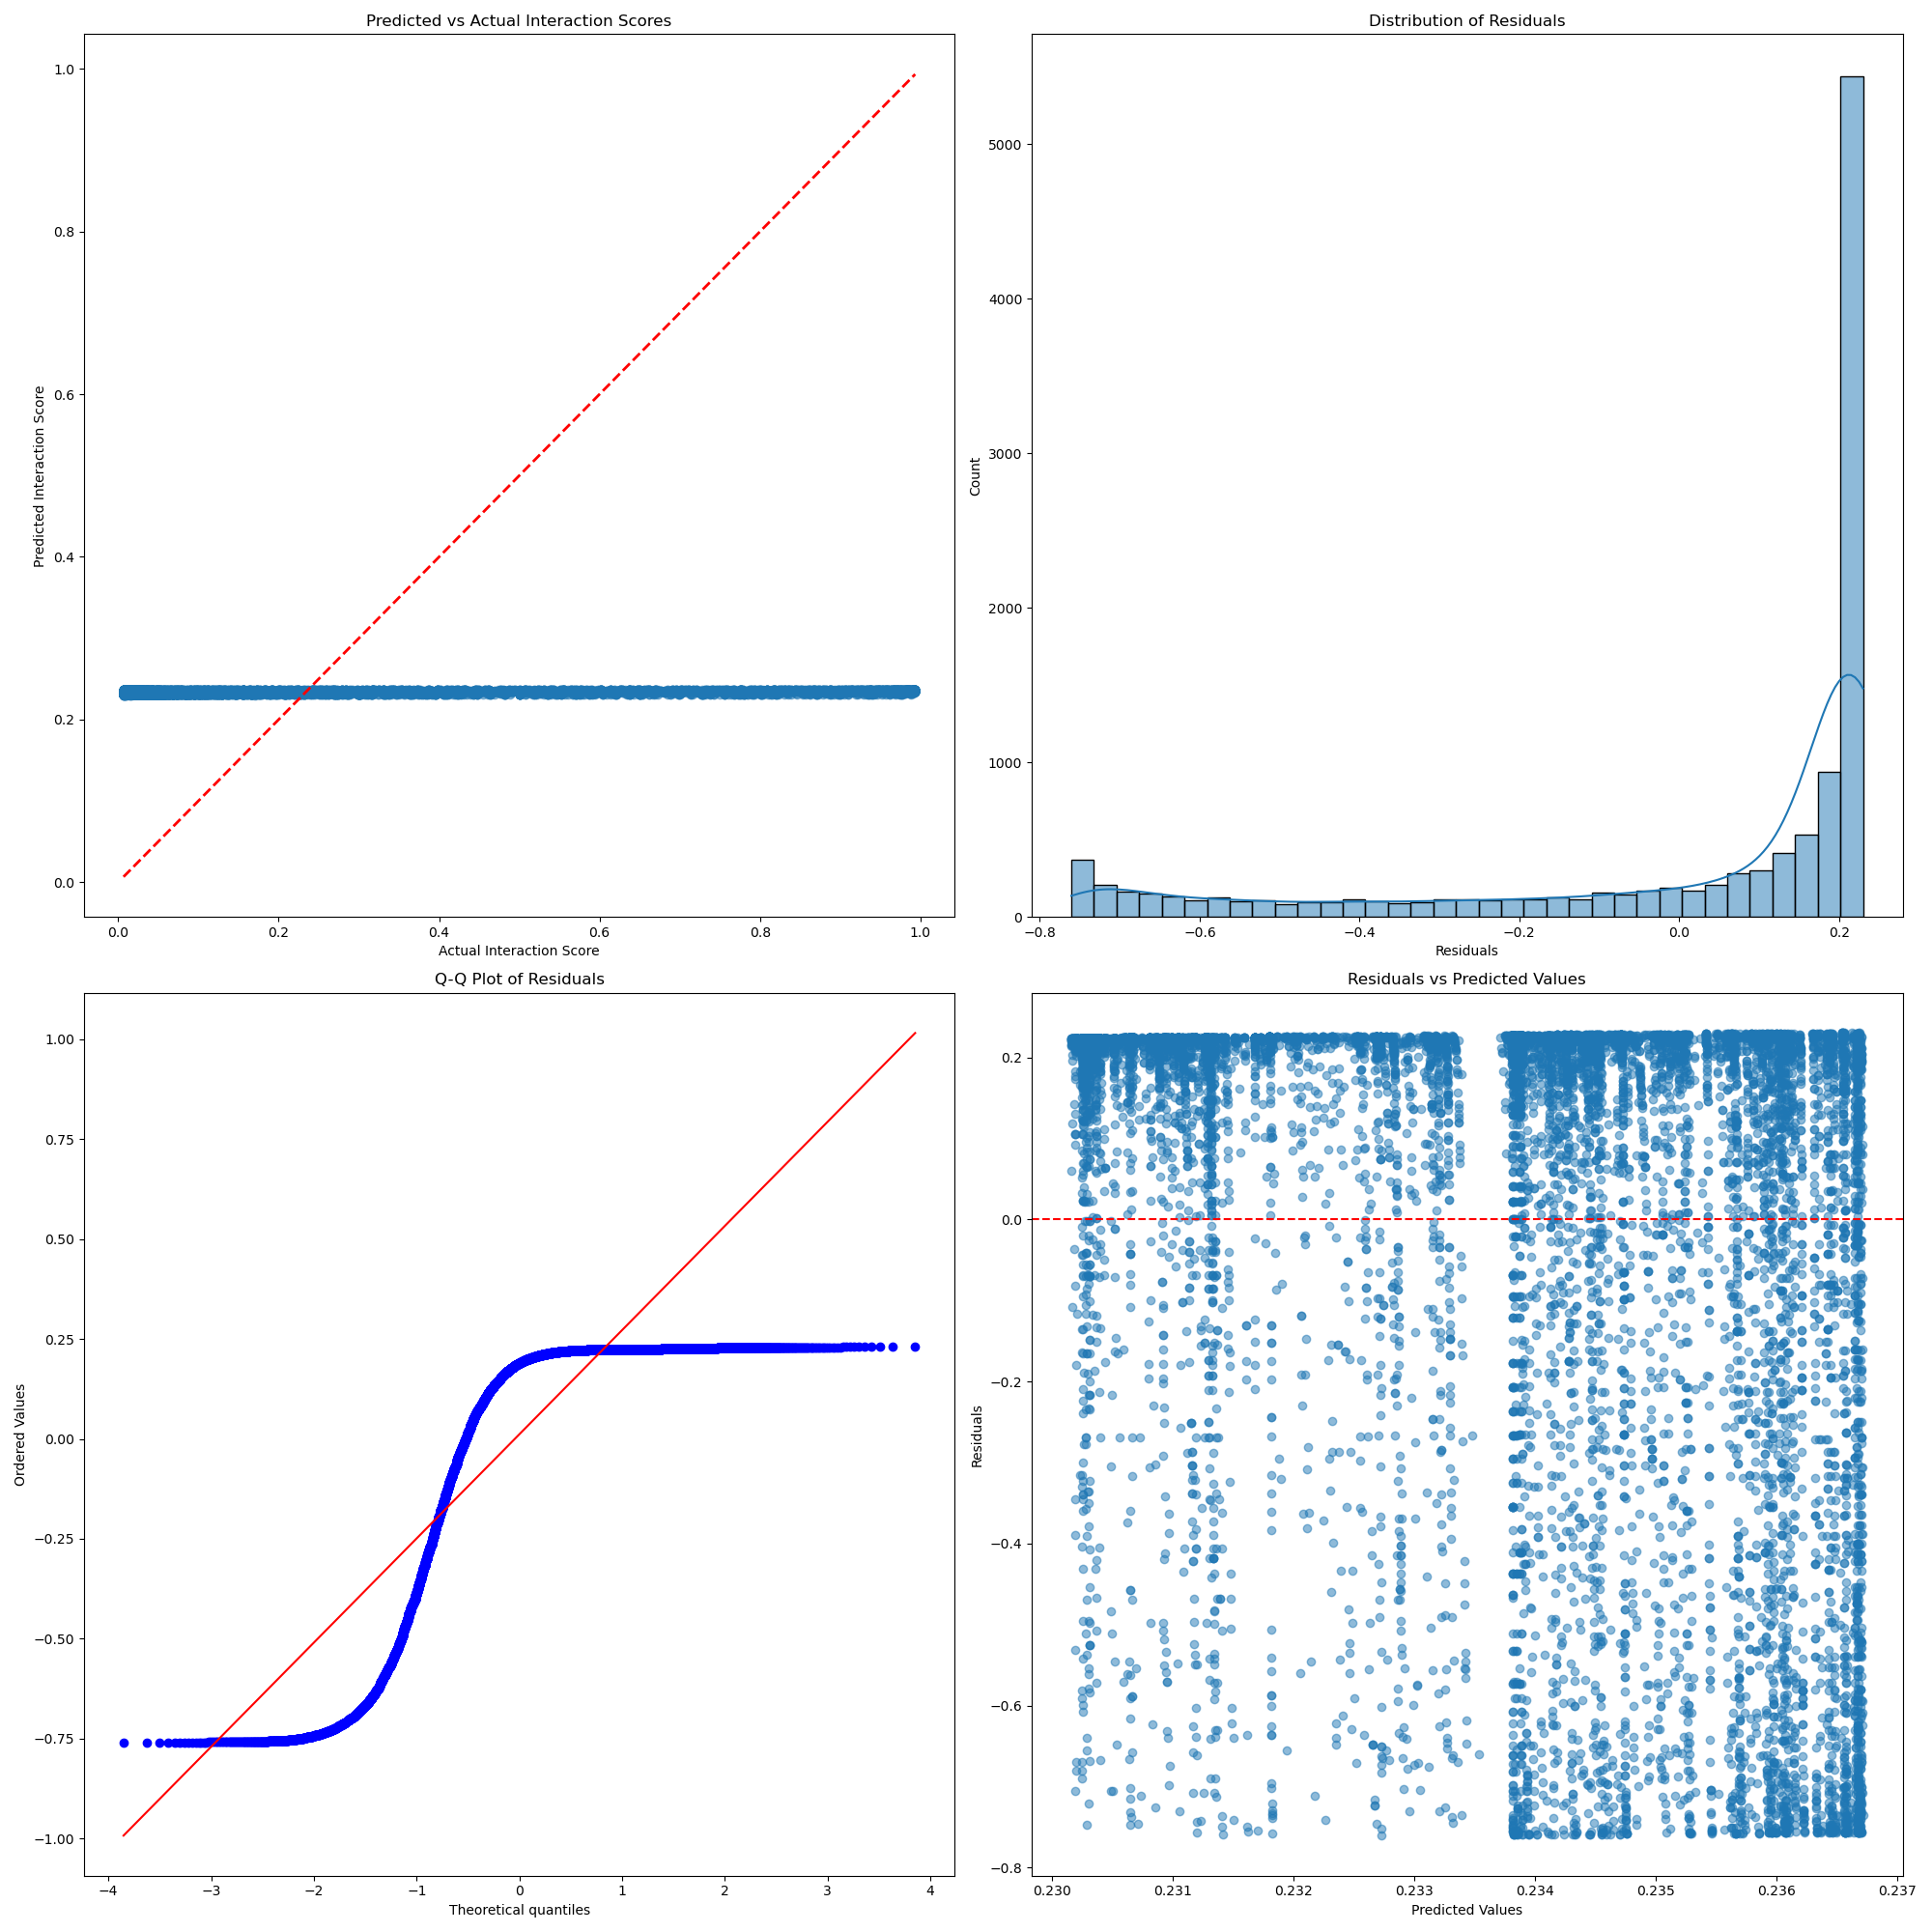 Predicted vs Actual Interaction Scores
1.0
0.8
0.6
0.4
0.2
0.0
Predicted Interaction Score
0.0 0.2 0.4 0.6 0.8 1.0
Actual Interaction Score
Distribution of Residuals
5000
4000
3000
2000
1000
0
Count
−0.8 −0.6 −0.4 −0.2 0.0 0.2
Residuals
Q-Q Plot of Residuals
1.00
0.75
0.50
0.25
0.00
−0.25
−0.50
−0.75
−1.00
Ordered Values
−4 −3 −2 −1 0 1 2 3 4
Theoretical quantiles
Residuals vs Predicted Values
0.2
0.0
−0.2
−0.4
−0.6
−0.8
Residuals
0.230 0.231 0.232 0.233 0.234 0.235 0.236 0.237
Predicted Values